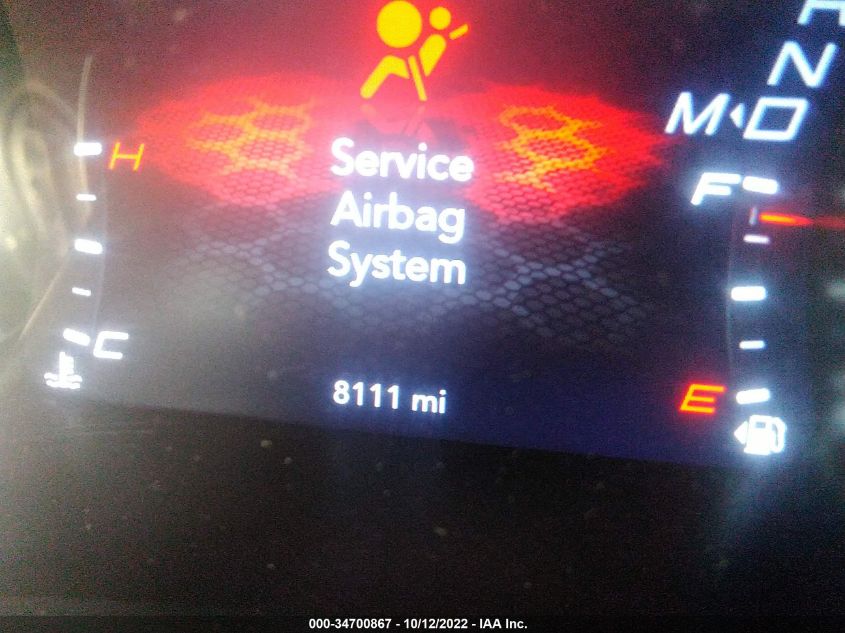 R
N
M D
H
Service
F
Airbag
System
C
8111 mi
E
000-34700867 - 10/12/2022 - IAA Inc.